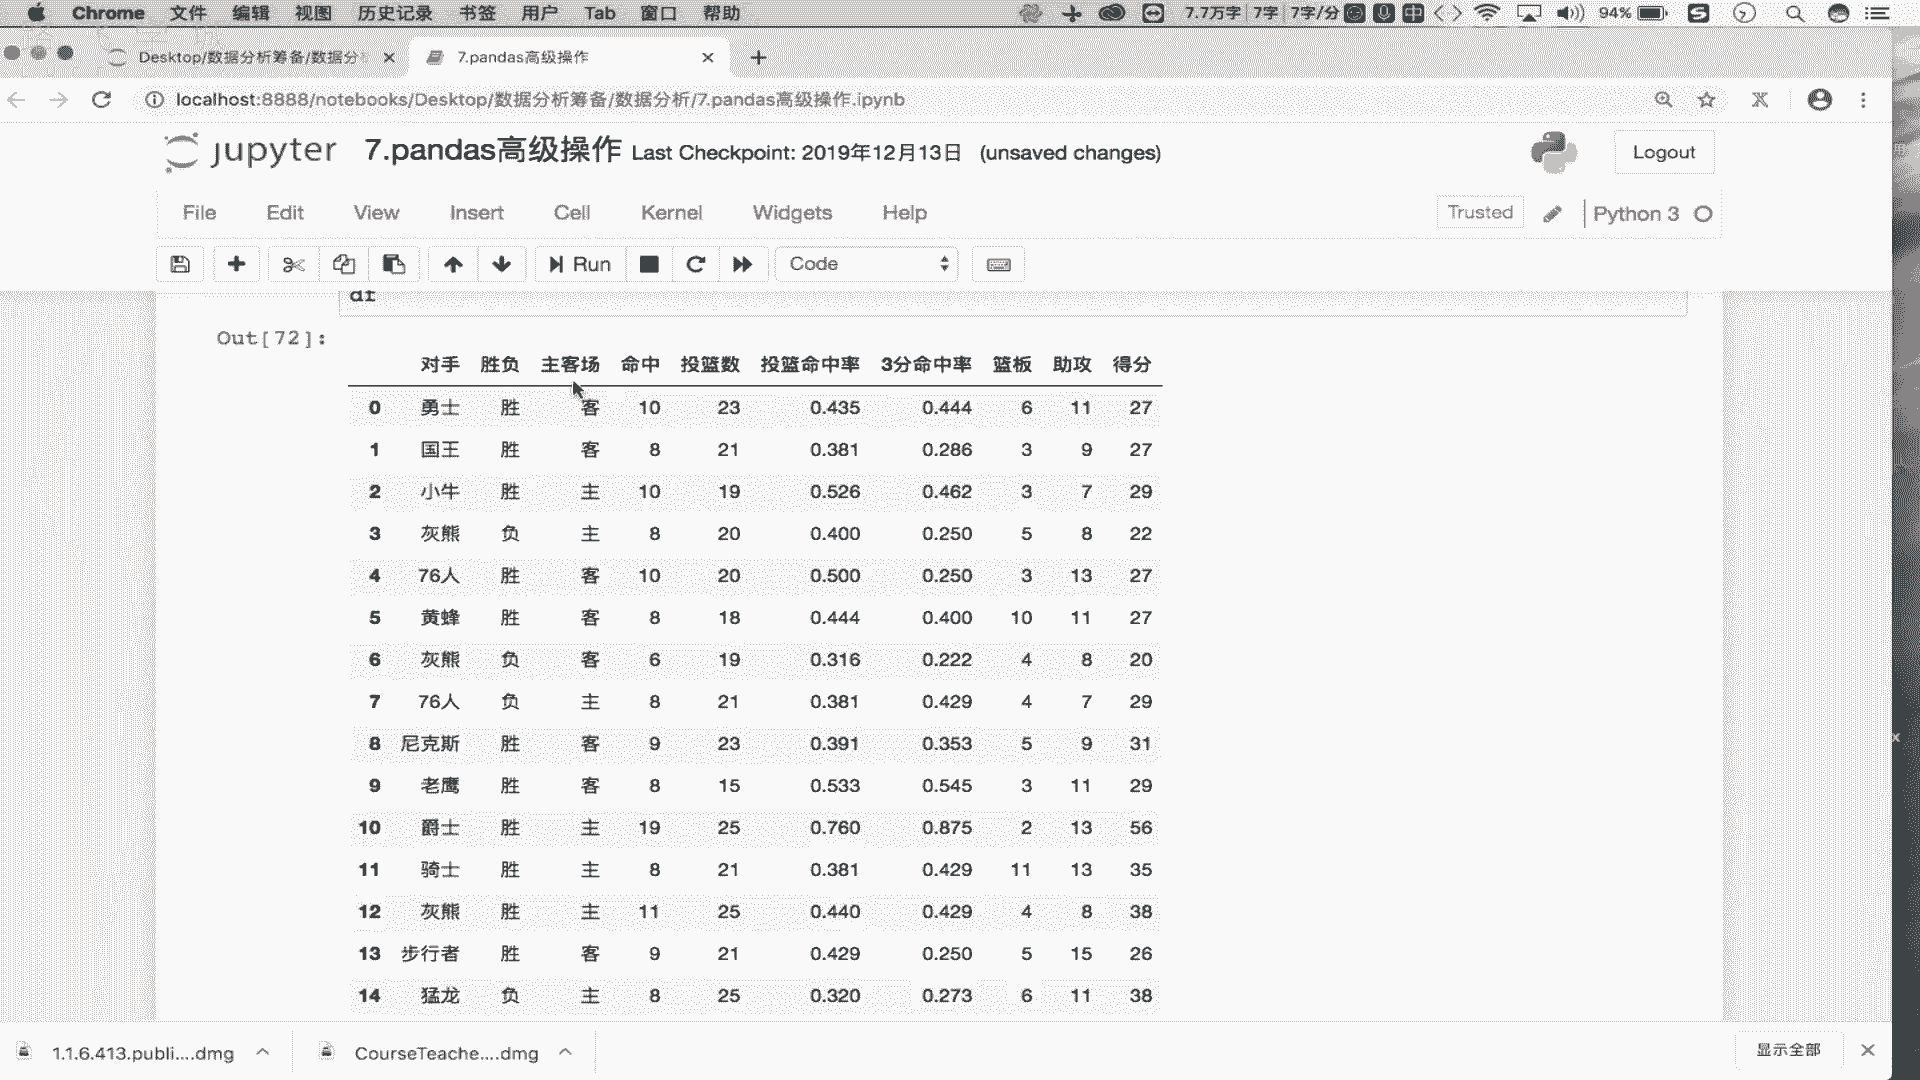 Chrome 文件 编辑 视图 历史记录 书签 用户 Tab 窗口 帮助 7.7万字 7字 7字/分 中 94%
Desktop/数据分析筹备/数据分 7.pandas高级操作
localhost:8888/notebooks/Desktop/数据分析筹备/数据分析/7.pandas高级操作.ipynb
jupyter 7.pandas高级操作 Last Checkpoint: 2019年12月13日 (unsaved changes) Logout
File Edit View Insert Cell Kernel Widgets Help Trusted Python 3
Run Code
df
Out[72]:
对手 胜负 主客场 命中 投篮数 投篮命中率 3分命中率 篮板 助攻 得分
0 勇士 胜 客 10 23 0.435 0.444 6 11 27
1 国王 胜 客 8 21 0.381 0.286 3 9 27
2 小牛 胜 主 10 19 0.526 0.462 3 7 29
3 灰熊 负 主 8 20 0.400 0.250 5 8 22
4 76人 胜 客 10 20 0.500 0.250 3 13 27
5 黄蜂 胜 客 8 18 0.444 0.400 10 11 27
6 灰熊 负 客 6 19 0.316 0.222 4 8 20
7 76人 负 主 8 21 0.381 0.429 4 7 29
8 尼克斯 胜 客 9 23 0.391 0.353 5 9 31
9 老鹰 胜 客 8 15 0.533 0.545 3 11 29
10 爵士 胜 主 19 25 0.760 0.875 2 13 56
11 骑士 胜 主 8 21 0.381 0.429 11 13 35
12 灰熊 胜 主 11 25 0.440 0.429 4 8 38
13 步行者 胜 客 9 21 0.429 0.250 5 15 26
14 猛龙 负 主 8 25 0.320 0.273 6 11 38
1.1.6.413.publi....dmg CourseTeache....dmg 显示全部